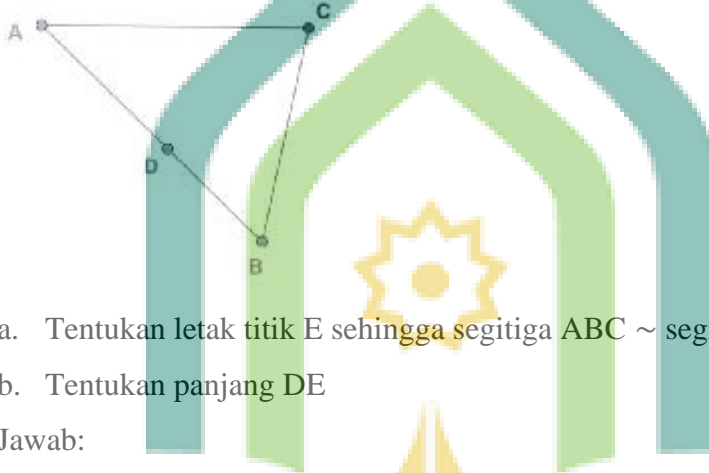 C
A
D
B
a. Tentukan letak titik E sehingga segitiga ABC ~ seg
b. Tentukan panjang DE
Jawab: